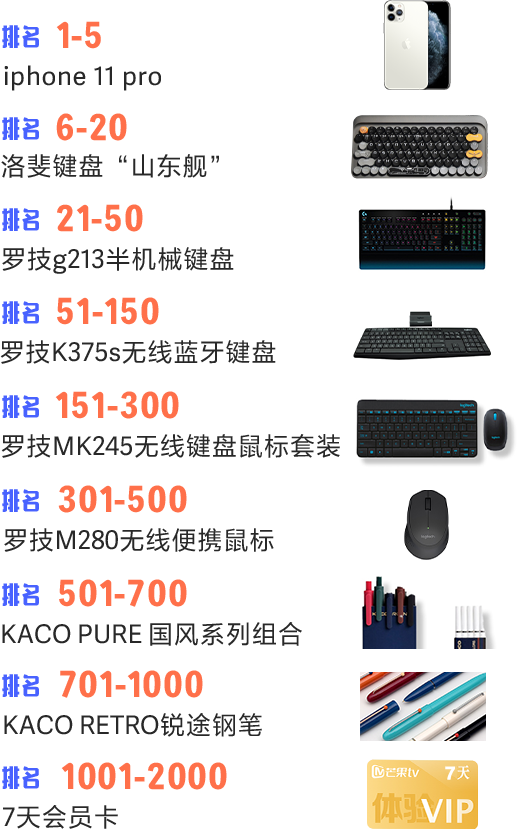 排名 1-5
iphone 11 pro
排名 6-20
洛斐键盘“山东舰”
排名 21-50
罗技g213半机械键盘
排名 51-150
罗技K375s无线蓝牙键盘
排名 151-300
罗技MK245无线键盘鼠标套装
logitech
排名 301-500
罗技M280无线便携鼠标
logitech
排名 501-700
KACO PURE 国风系列组合
排名 701-1000
KACO RETRO锐途钢笔
排名 1001-2000
7天会员卡
芒果tv 7天
体验VIP